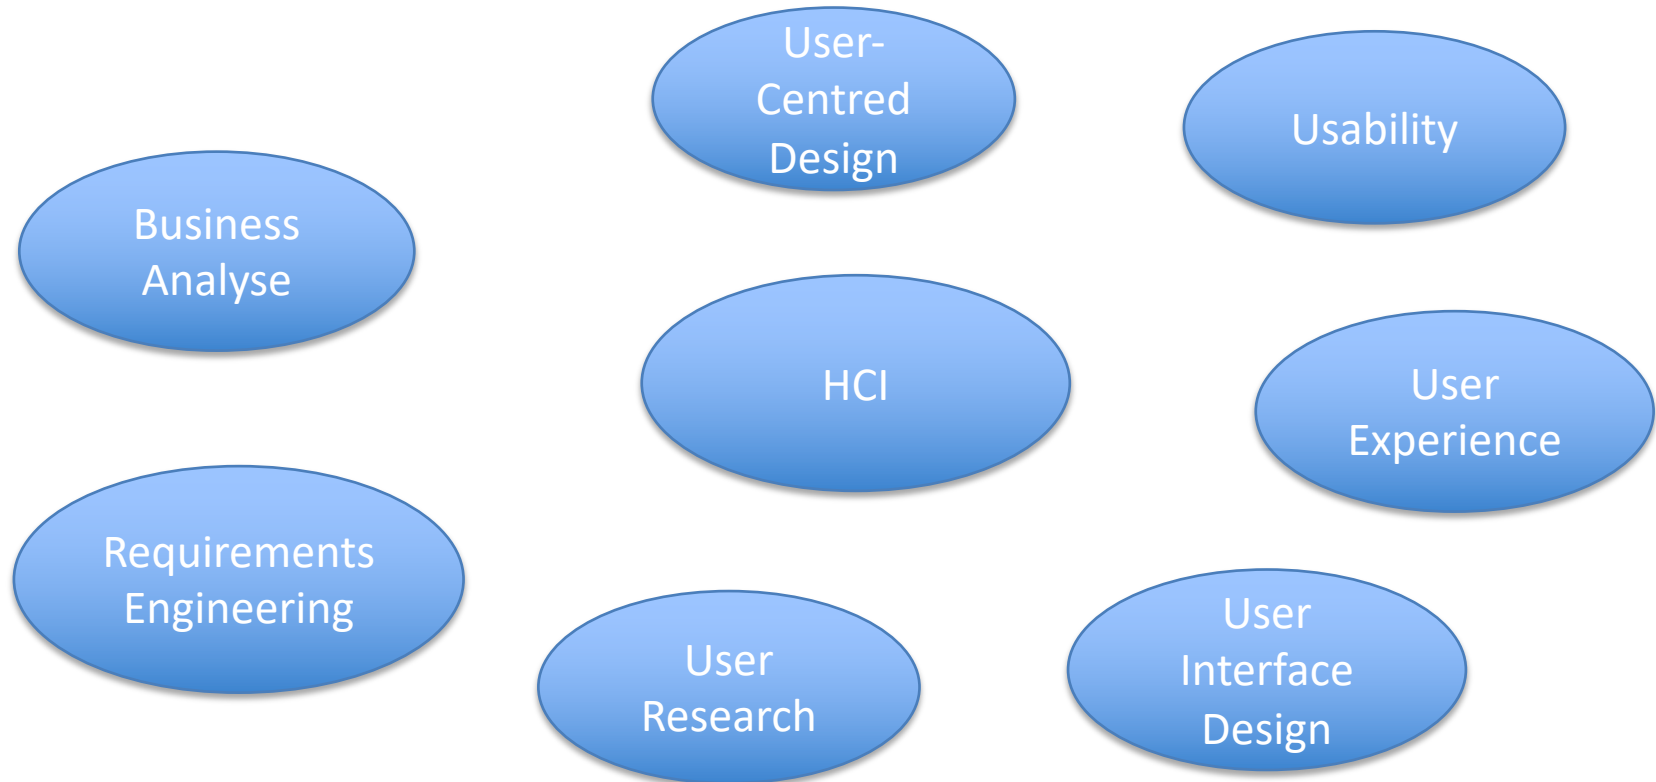 User-
Centred
Design
Usability
Business
Analyse
HCI
User
Experience
Requirements
Engineering
User
Interface
Design
User
Research